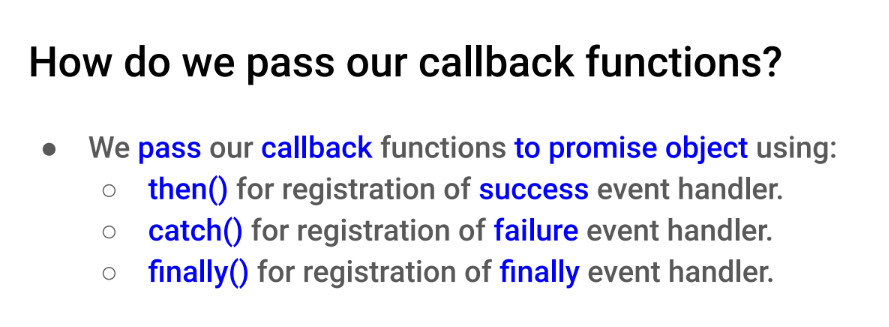 How do we pass our callback functions?
● We pass our callback functions to promise object using:
○ then() for registration of success event handler.
○ catch() for registration of failure event handler.
○ finally() for registration of finally event handler.